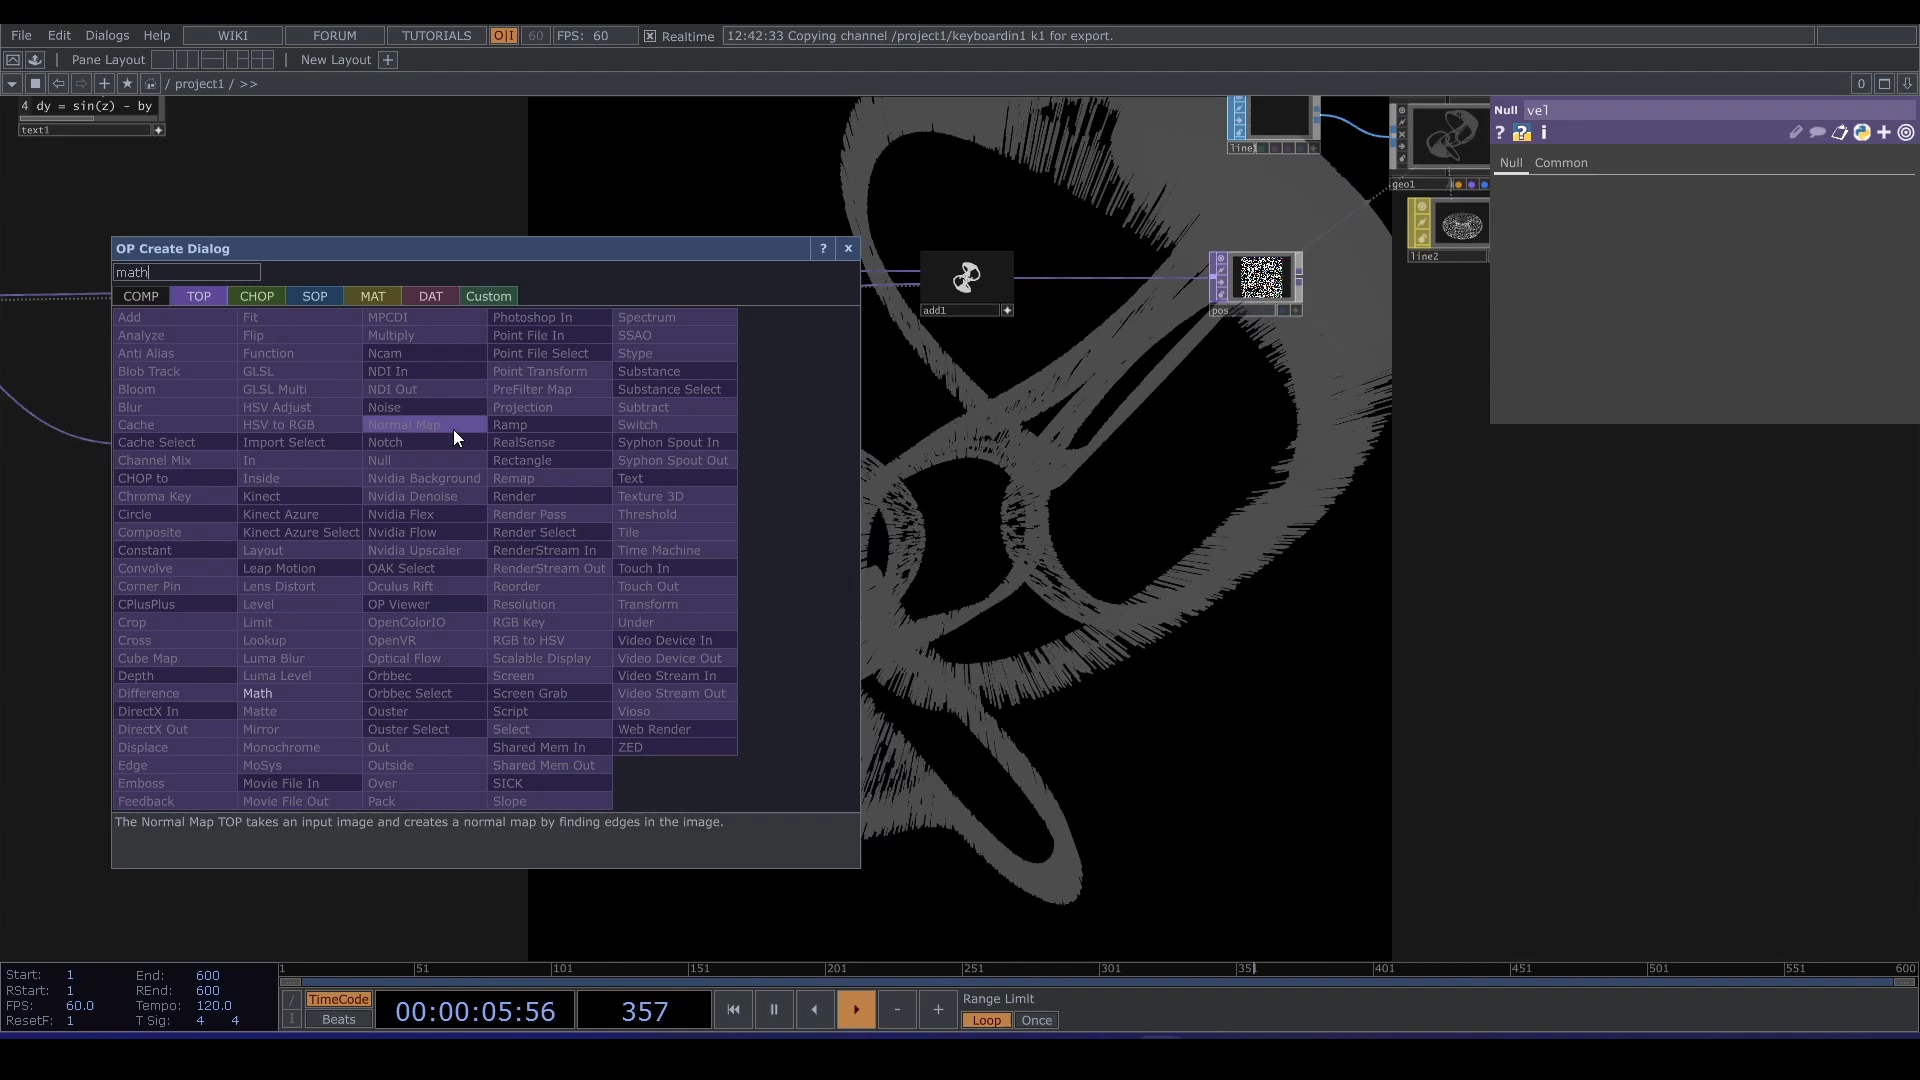 File Edit Dialogs Help WIKI FORUM TUTORIALS O|I 60 FPS: 60 Realtime 12:42:33 Copying channel /project1/keyboardin1 k1 for export.
Pane Layout New Layout +
/ project1 / >> 0
4 dy = sin(z) - by
text1
line1
geo1
line2
add1
pos
Null vel
? ? i
Null Common
OP Create Dialog ? x
math
COMP TOP CHOP SOP MAT DAT Custom
Add Fit MPCDI Photoshop In Spectrum
Analyze Flip Multiply Point File In SSAO
Anti Alias Function Ncam Point File Select Stype
Blob Track GLSL NDI In Point Transform Substance
Bloom GLSL Multi NDI Out PreFilter Map Substance Select
Blur HSV Adjust Noise Projection Subtract
Cache HSV to RGB Normal Map Ramp Switch
Cache Select Import Select Notch RealSense Syphon Spout In
Channel Mix In Null Rectangle Syphon Spout Out
CHOP to Inside Nvidia Background Remap Text
Chroma Key Kinect Nvidia Denoise Render Texture 3D
Circle Kinect Azure Nvidia Flex Render Pass Threshold
Composite Kinect Azure Select Nvidia Flow Render Select Tile
Constant Layout Nvidia Upscaler RenderStream In Time Machine
Convolve Leap Motion OAK Select RenderStream Out Touch In
Corner Pin Lens Distort Oculus Rift Reorder Touch Out
CPlusPlus Level OP Viewer Resolution Transform
Crop Limit OpenColorIO RGB Key Under
Cross Lookup OpenVR RGB to HSV Video Device In
Cube Map Luma Blur Optical Flow Scalable Display Video Device Out
Depth Luma Level Orbbec Screen Video Stream In
Difference Math Orbbec Select Screen Grab Video Stream Out
DirectX In Matte Ouster Script Vioso
DirectX Out Mirror Ouster Select Select Web Render
Displace Monochrome Out Shared Mem In ZED
Edge MoSys Outside Shared Mem Out
Emboss Movie File In Over SICK
Feedback Movie File Out Pack Slope
The Normal Map TOP takes an input image and creates a normal map by finding edges in the image.
1 51 101 151 201 251 301 351 401 451 501 551 600
Start: 1 End: 600
RStart: 1 REnd: 600
FPS: 60.0 Tempo: 120.0
ResetF: 1 T Sig: 4 4
/ TimeCode
I Beats
00:00:05:56 357
- +
Range Limit
Loop Once